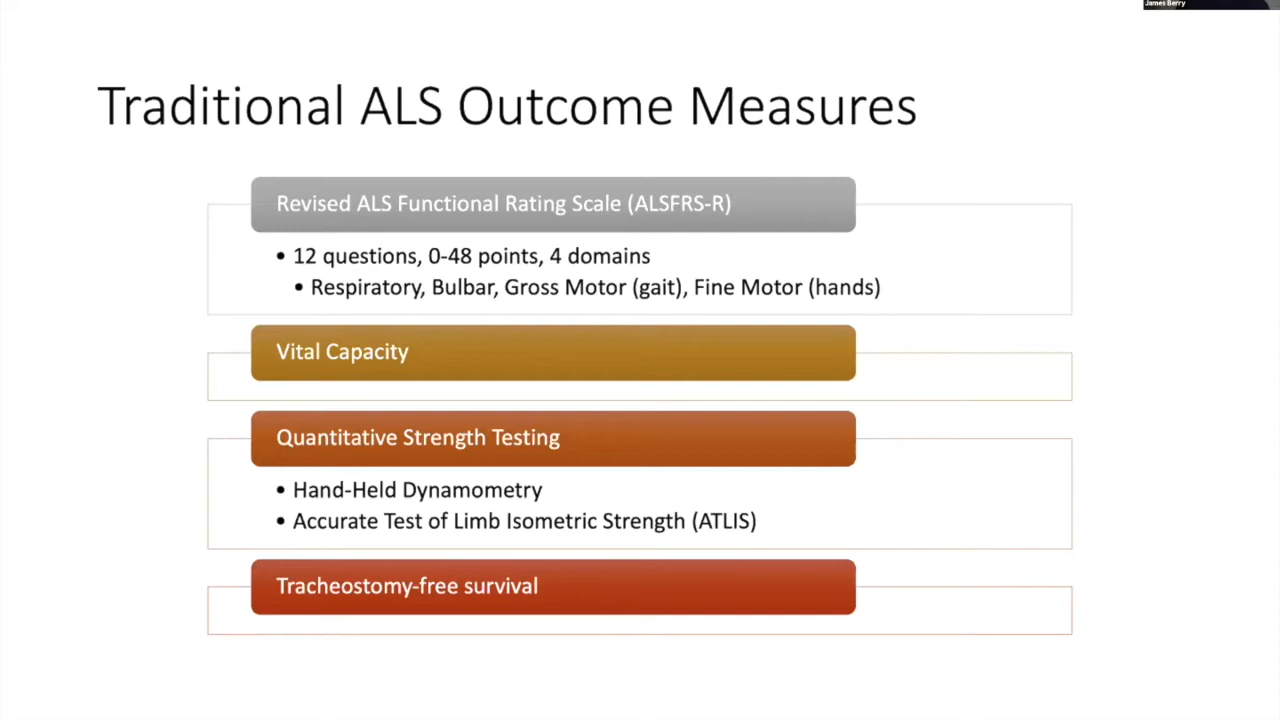 James Berry
Traditional ALS Outcome Measures
Revised ALS Functional Rating Scale (ALSFRS-R)
• 12 questions, 0-48 points, 4 domains
• Respiratory, Bulbar, Gross Motor (gait), Fine Motor (hands)
Vital Capacity
Quantitative Strength Testing
• Hand-Held Dynamometry
• Accurate Test of Limb Isometric Strength (ATLIS)
Tracheostomy-free survival